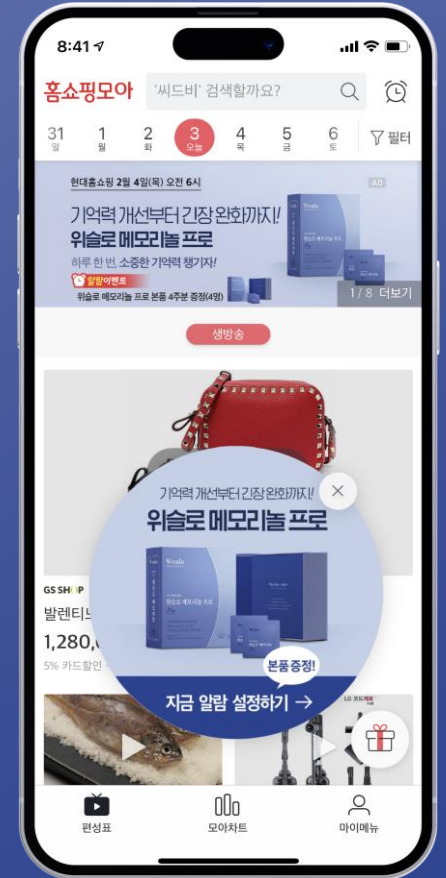 8:41
홈쇼핑모아
'씨드비' 검색할까요?
31 1 2 3 4 5 6
일 월 화 오늘 목 금 토
필터
현대홈쇼핑 2월 4일(목) 오전 6시
AD
기억력 개선부터 긴장 완화까지!
위슬로 메모리놀 프로
하루 한 번, 소중한 기억력 챙기자!
알람이벤트
위슬로 메모리놀 프로 본품 4주분 증정(4명)
1 / 8 더보기
생방송
기억력 개선부터 긴장 완화까지!
위슬로 메모리놀 프로
본품증정!
지금 알람 설정하기 →
GS SH P
발렌티
1,280,
5% 카드할인
LG 코드제로
편성표
모아차트
마이메뉴